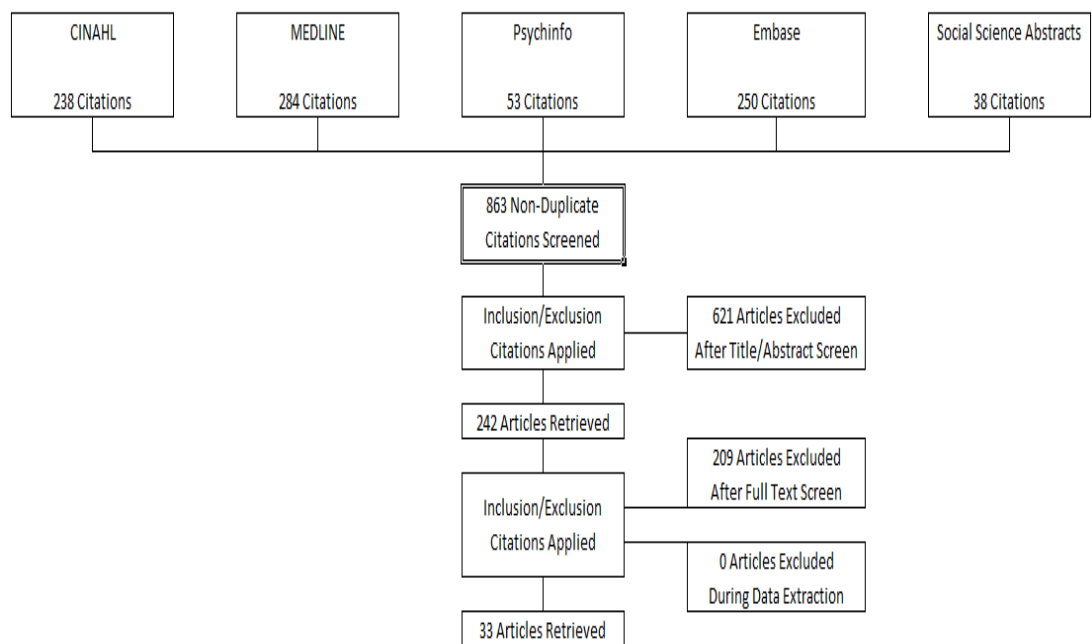 CINAHL
238 Citations
MEDLINE
284 Citations
Psychinfo
53 Citations
Embase
250 Citations
Social Science Abstracts
38 Citations
863 Non-Duplicate
Citations Screened
Inclusion/Exclusion
Citations Applied
621 Articles Excluded
After Title/Abstract Screen
242 Articles Retrieved
209 Articles Excluded
After Full Text Screen
Inclusion/Exclusion
Citations Applied
0 Articles Excluded
During Data Extraction
33 Articles Retrieved